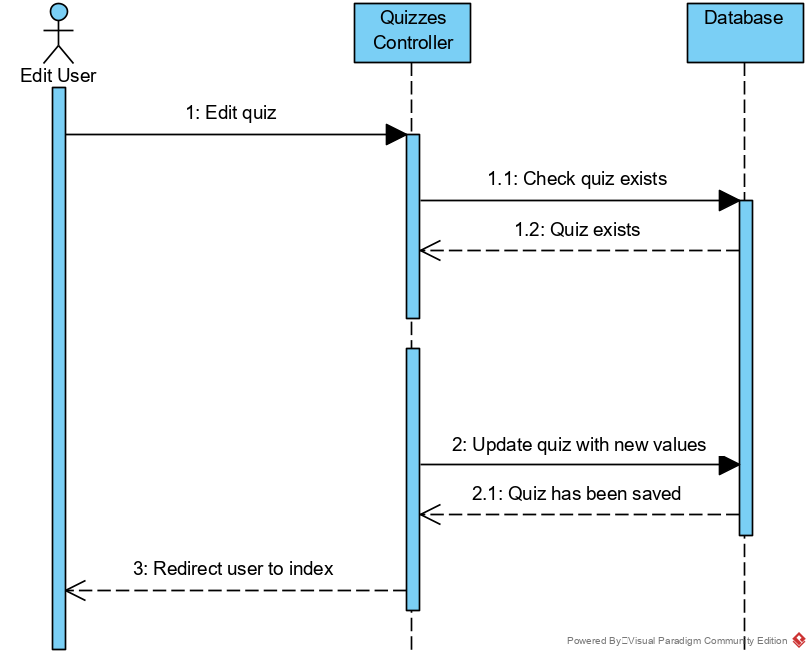 Quizzes
Controller
Database
Edit User
1: Edit quiz
1.1: Check quiz exists
1.2: Quiz exists
2: Update quiz with new values
2.1: Quiz has been saved
3: Redirect user to index
Powered By Visual Paradigm Community Edition